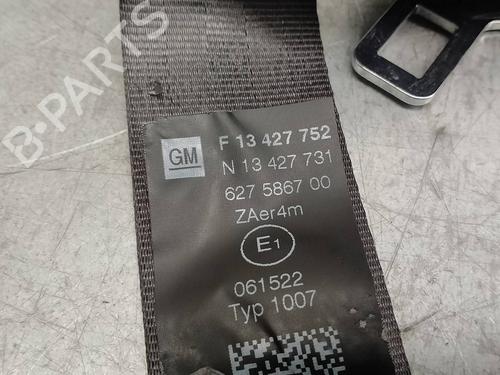 B-PARTS
GM
F 13 427 752
N 13 427 731
627 5867 00
ZAer4m
E1
061522
Typ 1007